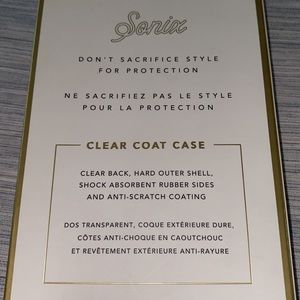 Sonix
DON'T SACRIFICE STYLE
FOR PROTECTION
NE SACRIFIEZ PAS LE STYLE
POUR LA PROTECTION
CLEAR COAT CASE
CLEAR BACK, HARD OUTER SHELL,
SHOCK ABSORBENT RUBBER SIDES
AND ANTI-SCRATCH COATING
DOS TRANSPARENT, COQUE EXTÉRIEURE DURE,
CÔTES ANTI-CHOQUE EN CAOUTCHOUC
ET REVÊTEMENT EXTÉRIEUR ANTI-RAYURE